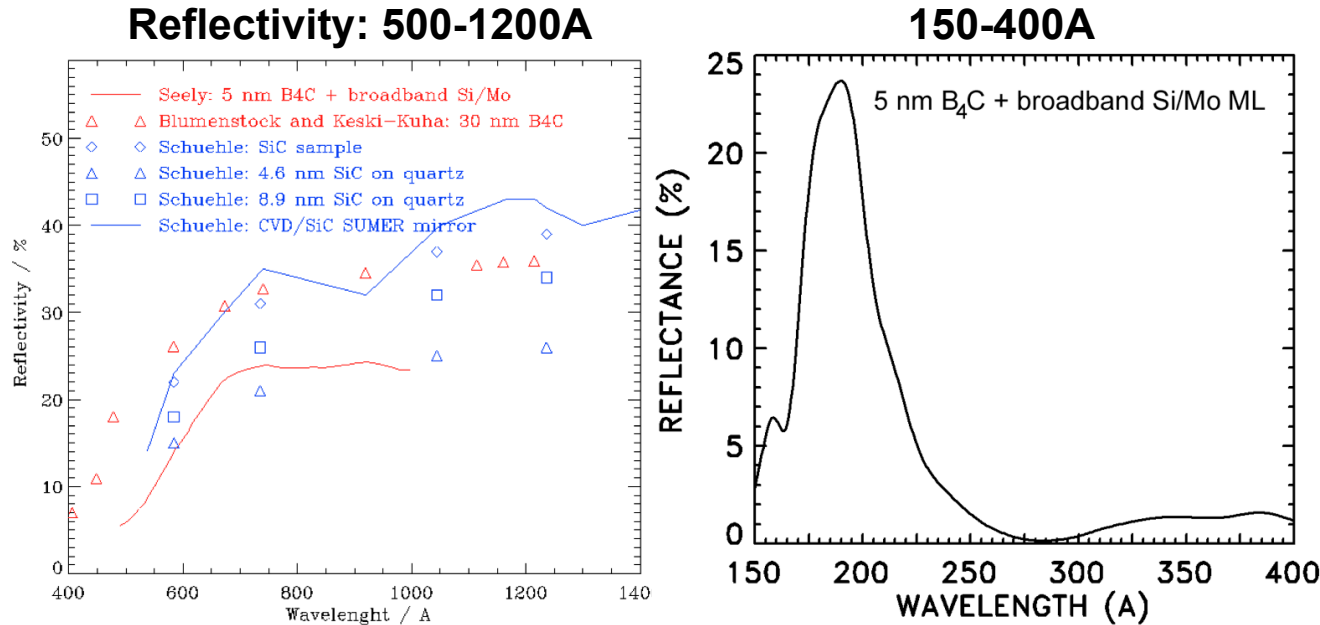 Reflectivity: 500-1200A
150-400A
Seely: 5 nm B4C + broadband Si/Mo
Blumenstock and Keski-Kuha: 30 nm B4C
Schuehle: SiC sample
Schuehle: 4.6 nm SiC on quartz
Schuehle: 8.9 nm SiC on quartz
Schuehle: CVD/SiC SUMER mirror
50
40
30
20
10
0
Reflectivity / %
400
600
800
1000
1200
140
Wavelenght / A
5 nm B4C + broadband Si/Mo ML
25
20
15
10
5
0
REFLECTANCE (%)
150
200
250
300
350
400
WAVELENGTH (A)